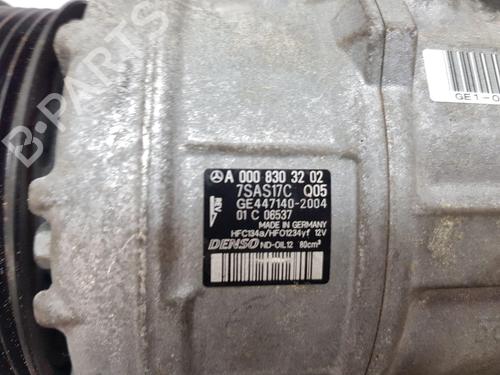 B-PARTS
GE1-0
A 000 830 32 02
7SAS17C Q05
GE447140-2004
01 C 06537
MADE IN GERMANY
HFC134a/HFO1234yf 12V
DENSO ND-OIL12 80cm³